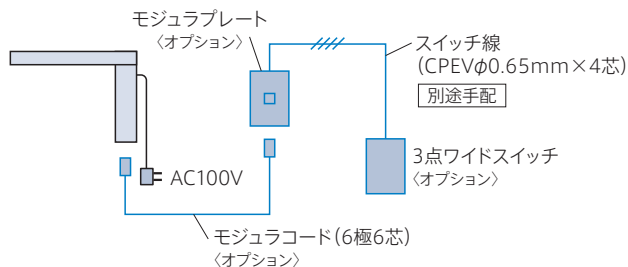 モジュラプレート
〈オプション〉
スイッチ線
(CPEVφ0.65mm×4芯)
別途手配
3点ワイドスイッチ
〈オプション〉
AC100V
モジュラコード(6極6芯)
〈オプション〉